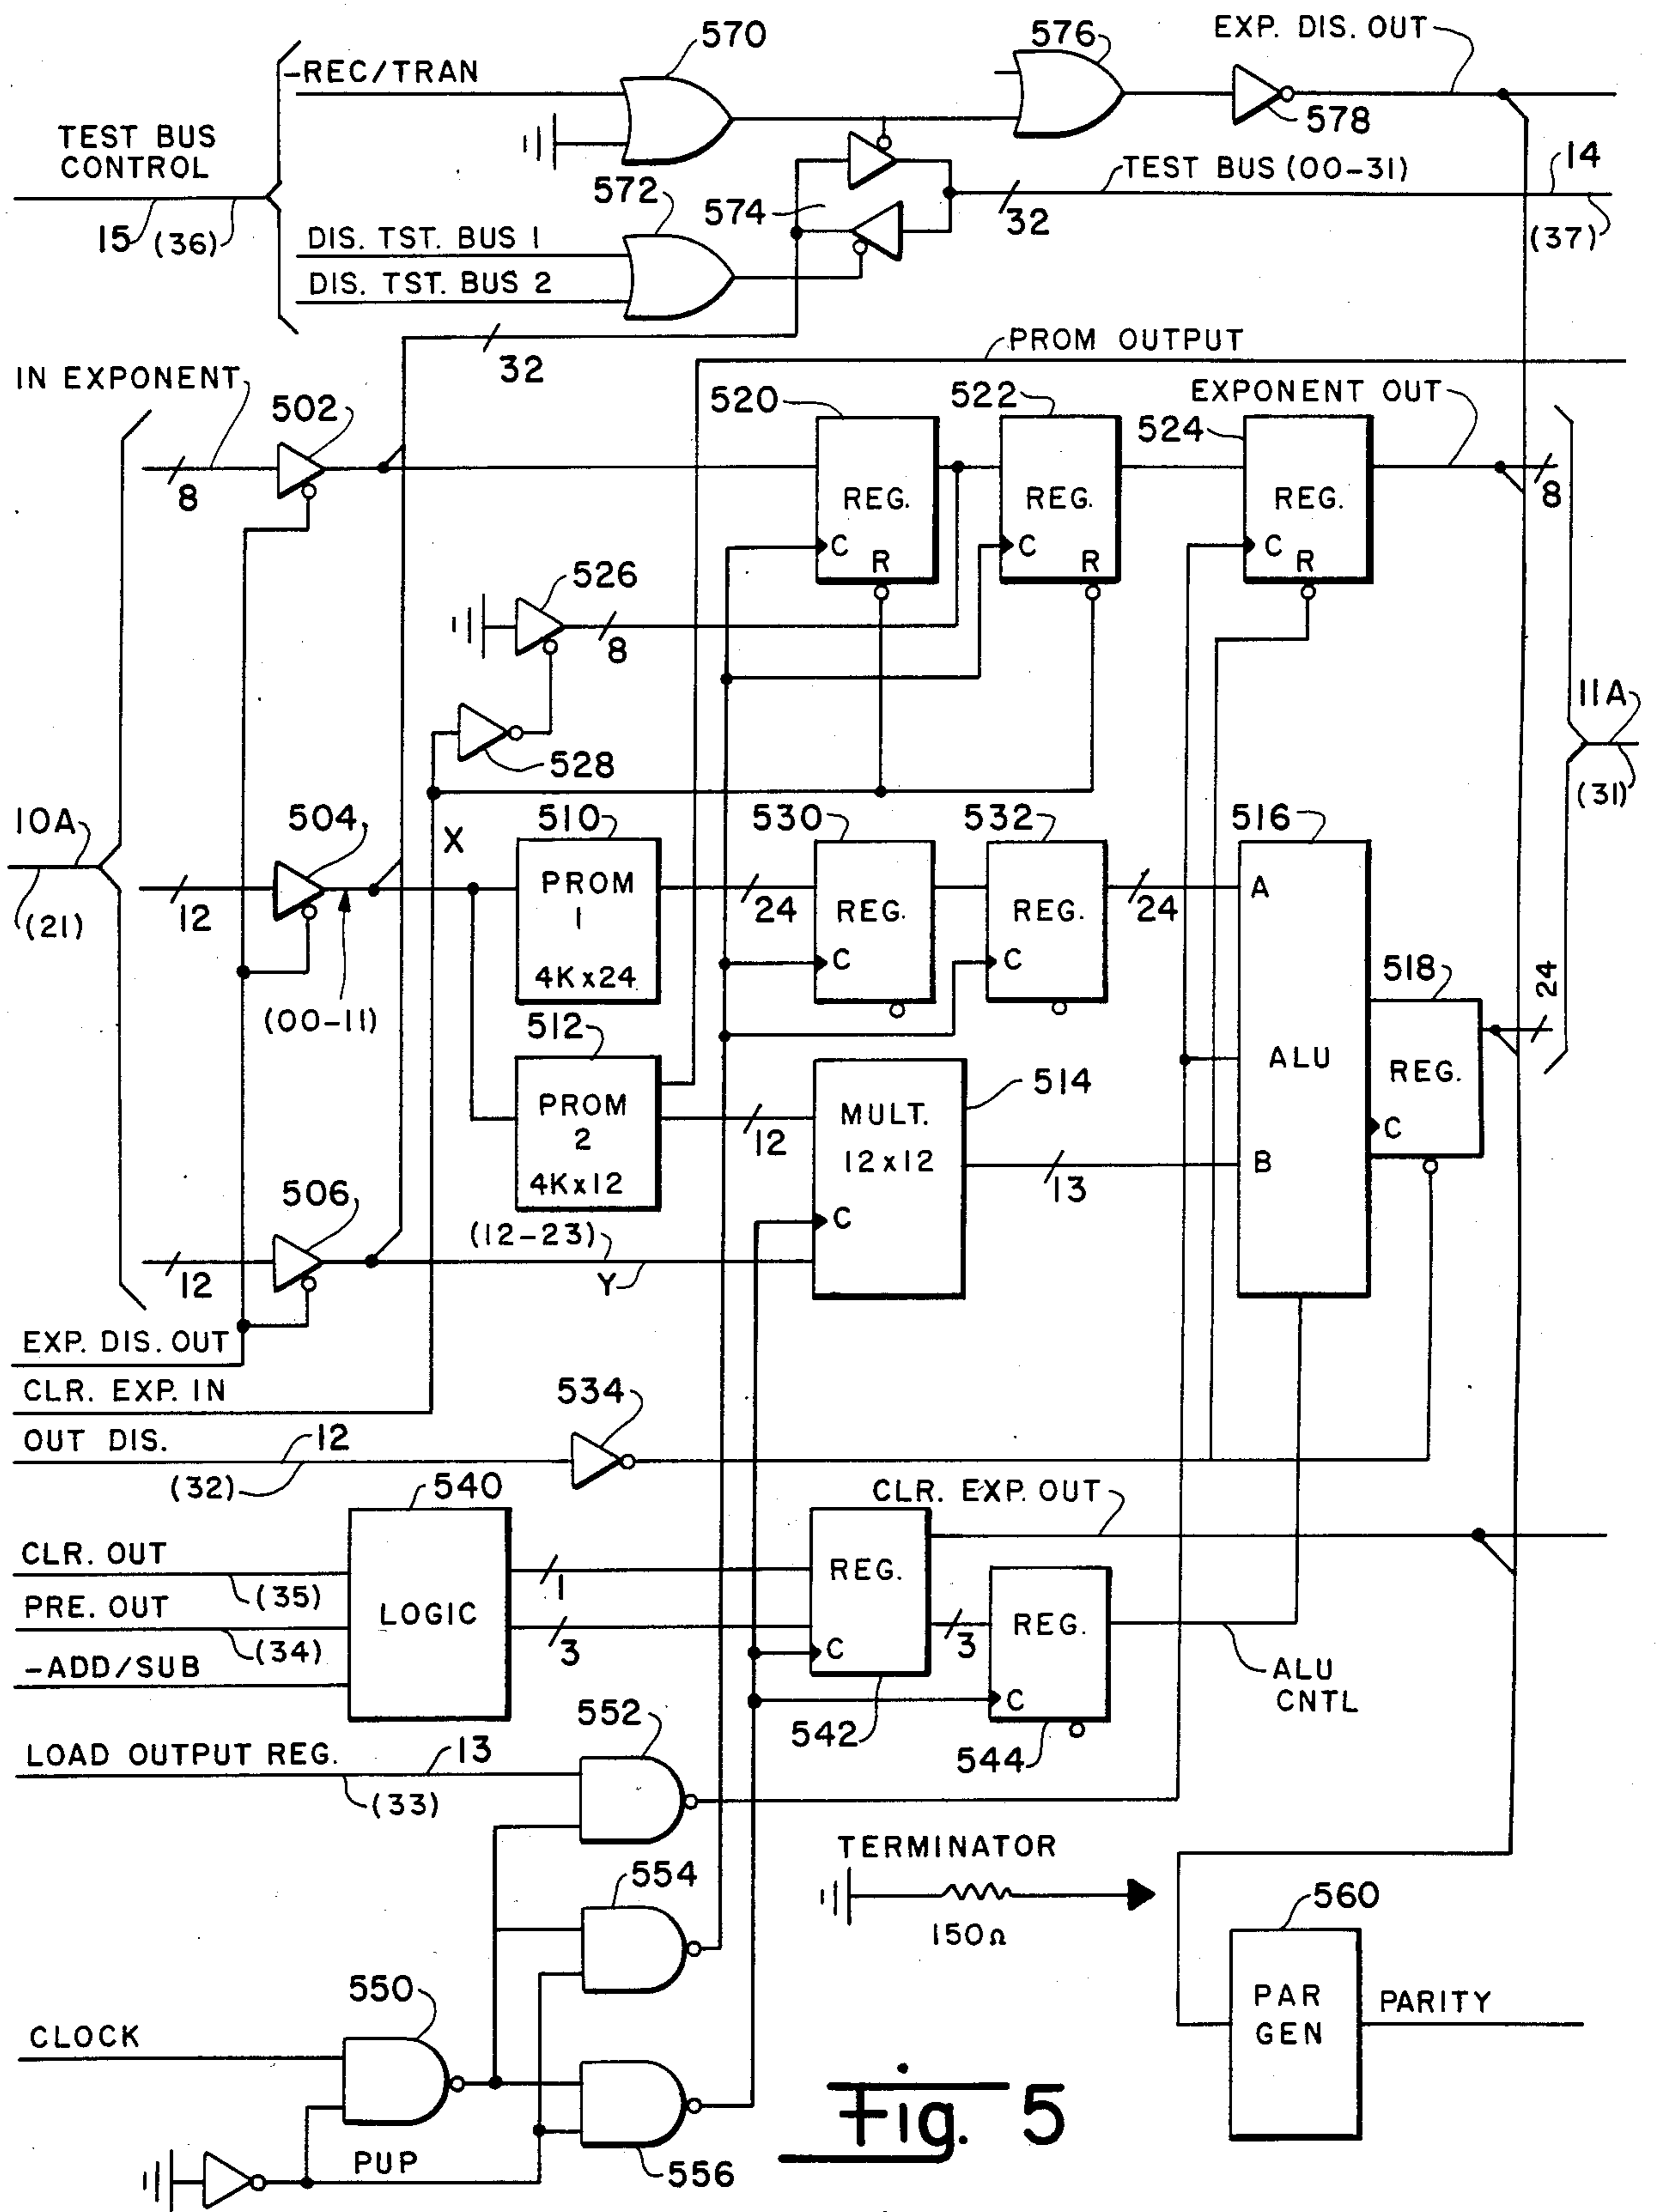 570
576
EXP. DIS. OUT
-REC/TRAN
578
TEST BUS
CONTROL
TEST BUS (00-31)
14
572
574
32
15
(36)
(37)
DIS. TST. BUS 1
DIS. TST. BUS 2
32
PROM OUTPUT
IN EXPONENT
502
520
522
EXPONENT OUT
524
8
REG.
REG.
REG.
8
C
C
C
R
R
R
526
8
528
11A
(31)
10A
504
X
510
530
532
516
(21)
12
PROM
1
4K x 24
24
REG.
C
REG.
C
24
A
(00-11)
518
24
512
PROM
2
4K x 12
12
514
MULT.
12 x 12
C
13
ALU
REG.
C
B
506
(12-23)
12
Y
EXP. DIS. OUT
CLR. EXP. IN
534
OUT DIS.
12
(32)
540
CLR. EXP. OUT
CLR. OUT
(35)
PRE. OUT
(34)
-ADD/SUB
LOGIC
1
3
REG.
C
3
REG.
C
ALU
CNTL
552
542
544
LOAD OUTPUT REG.
13
(33)
TERMINATOR
554
150Ω
560
550
PAR
GEN
PARITY
CLOCK
PUP
556
Fig. 5